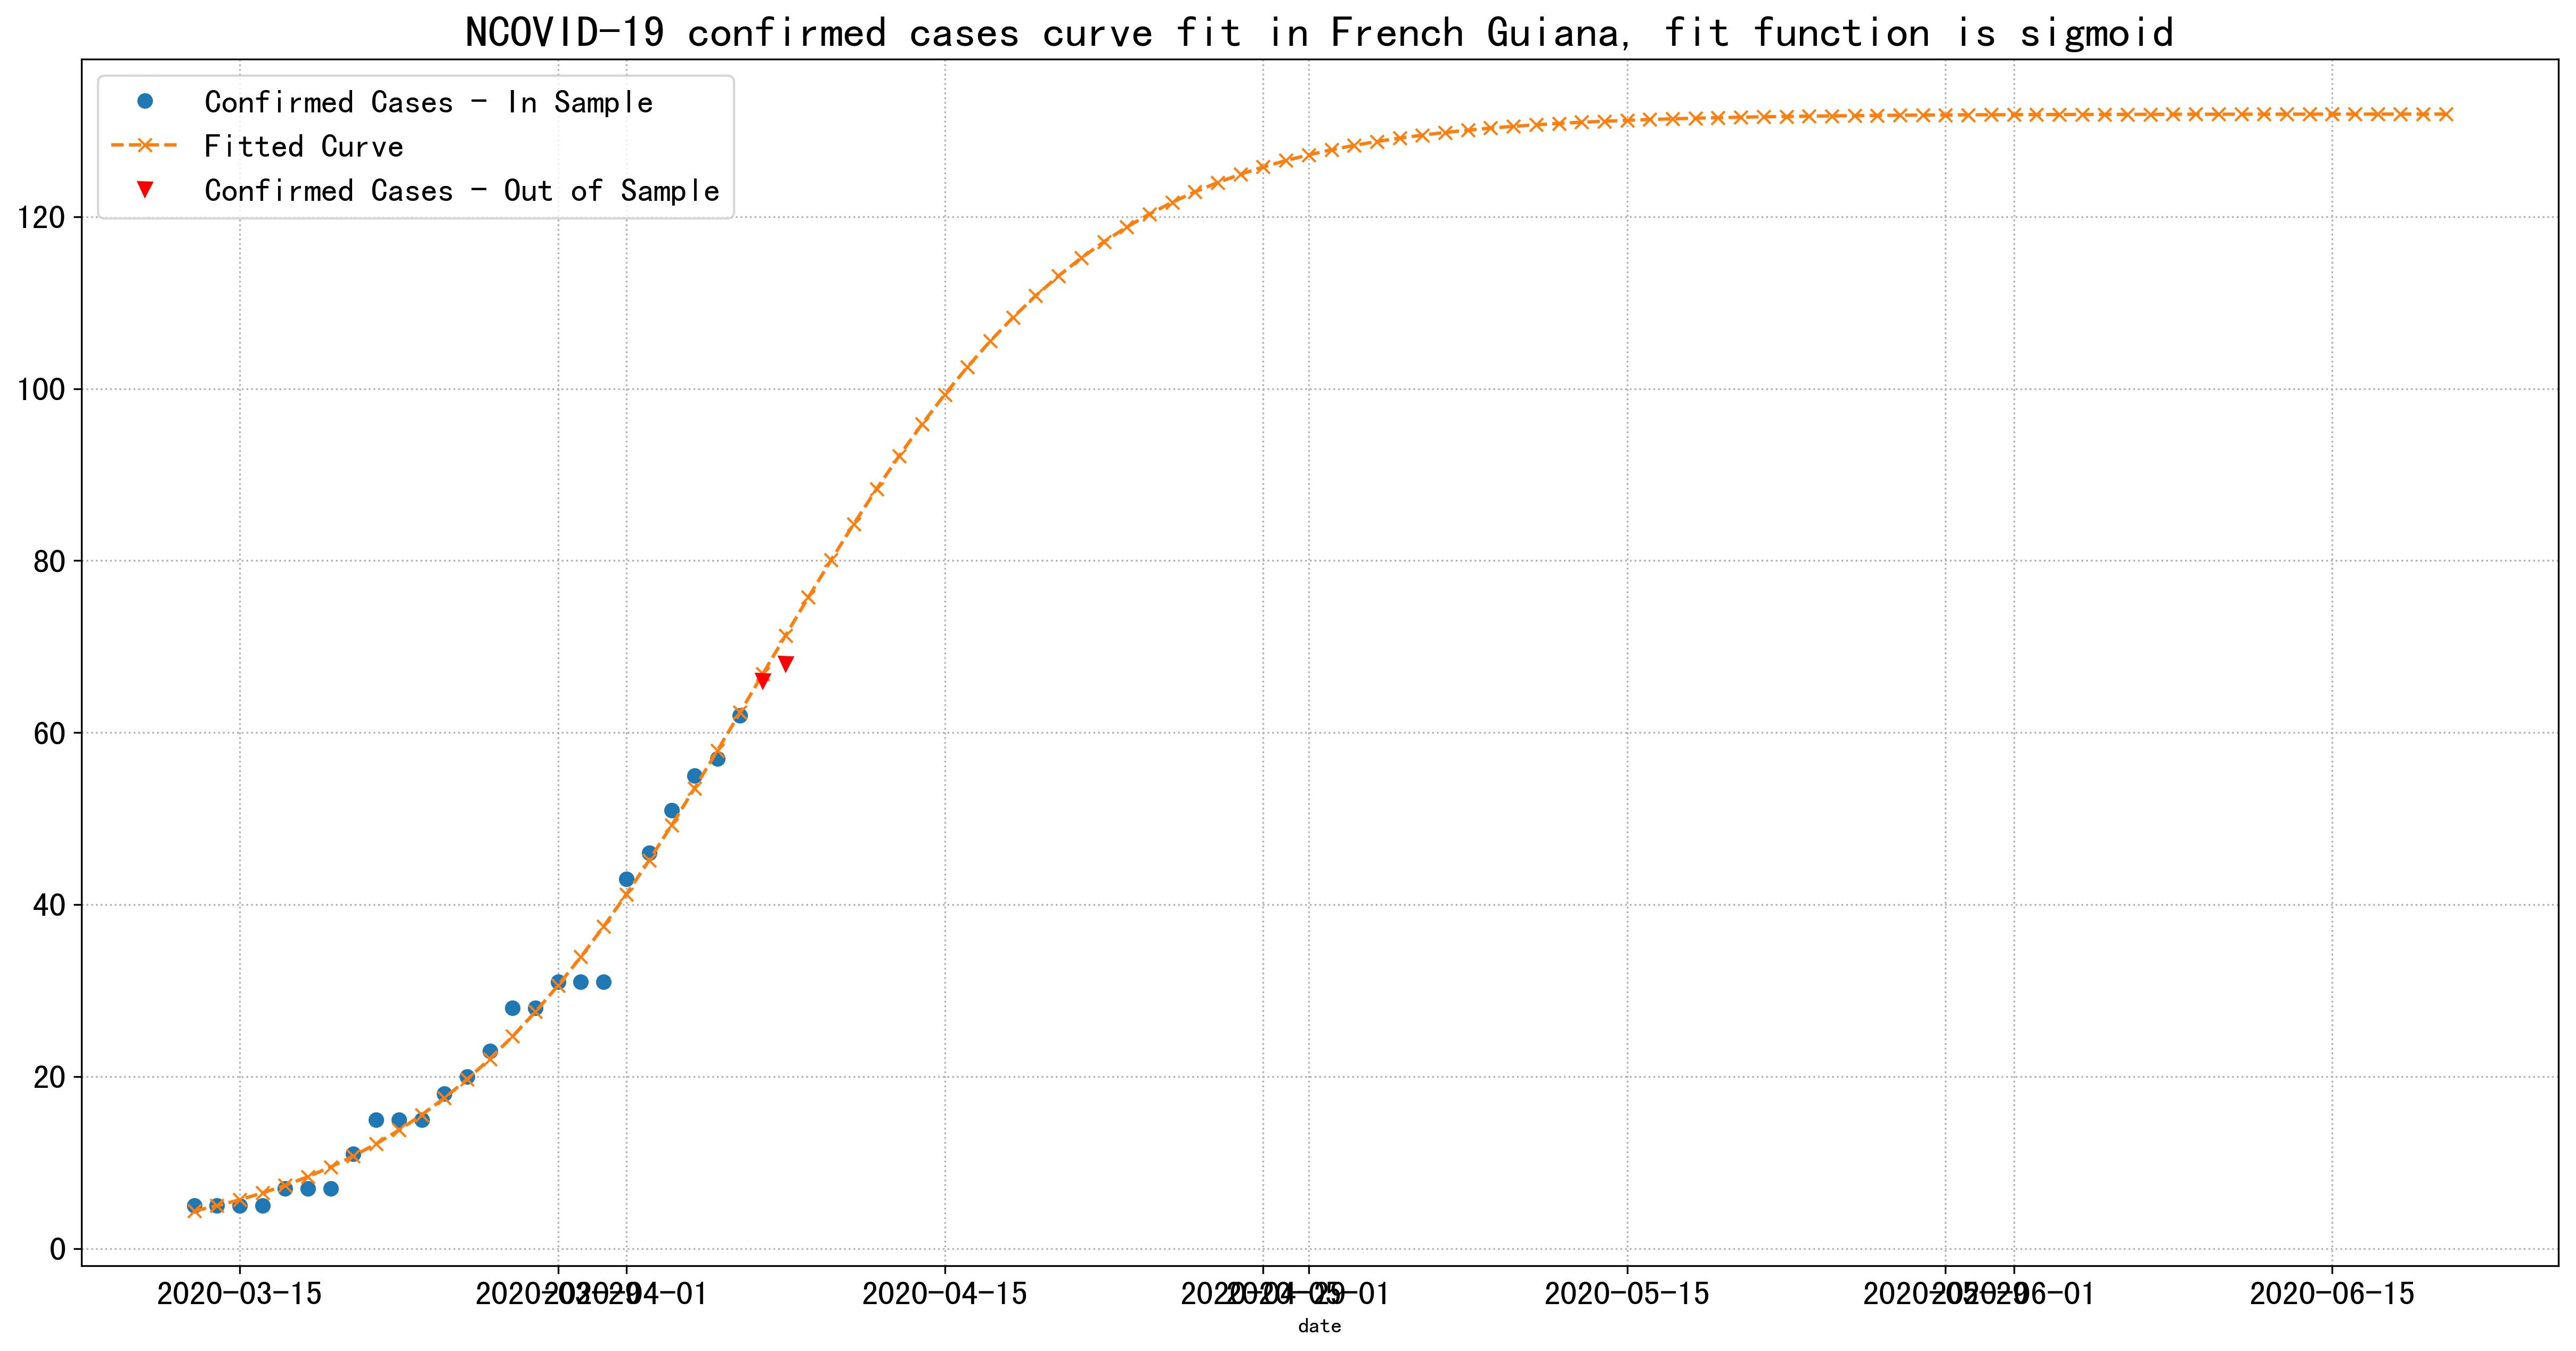 NCOVID-19 confirmed cases curve fit in French Guiana, fit function is sigmoid
Confirmed Cases - In Sample
Fitted Curve
Confirmed Cases - Out of Sample
120
100
80
60
40
20
0
2020-03-15 2020-03-29 2020-04-01 2020-04-15 2020-04-29 2020-05-01 2020-05-15 2020-05-29 2020-06-01 2020-06-15
date